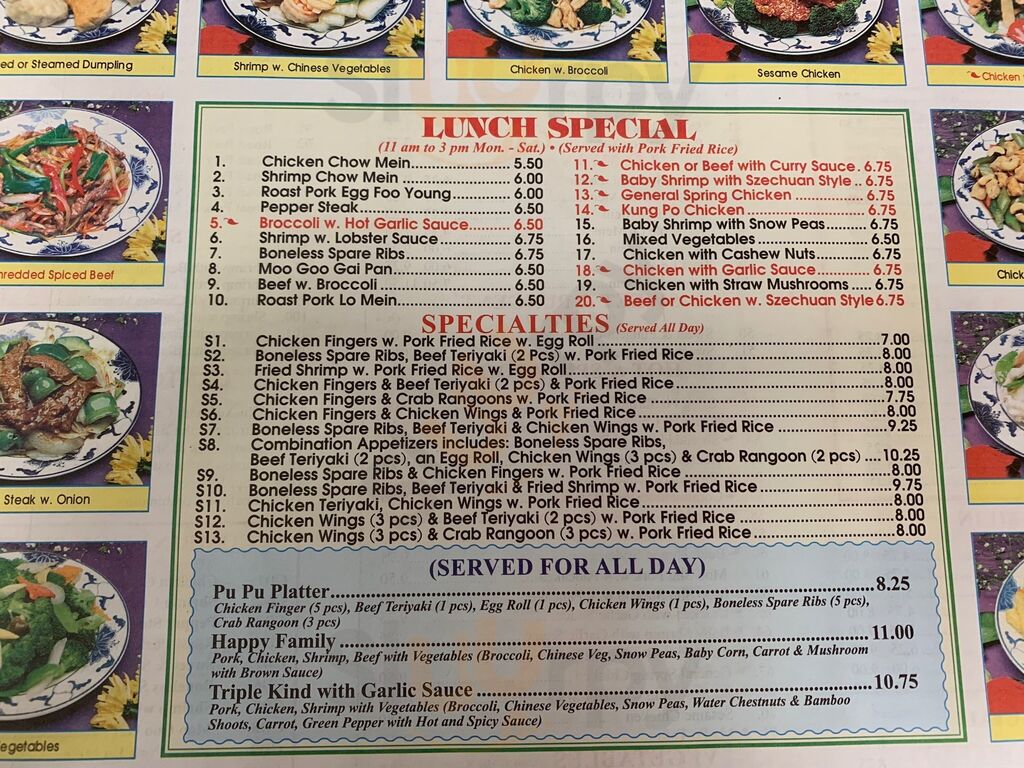 ed or Steamed Dumpling
Shrimp w. Chinese Vegetables
Chicken w. Broccoli
Sesame Chicken
Chicken
LUNCH SPECIAL
(11 am to 3 pm Mon. - Sat.) • (Served with Pork Fried Rice)
1. Chicken Chow Mein 5.50
2. Shrimp Chow Mein 6.00
3. Roast Pork Egg Foo Young 6.00
4. Pepper Steak 6.50
5. Broccoli w. Hot Garlic Sauce 6.50
6. Shrimp w. Lobster Sauce 6.75
7. Boneless Spare Ribs 6.75
8. Moo Goo Gai Pan 6.50
9. Beef w. Broccoli 6.50
10. Roast Pork Lo Mein 6.50
11. Chicken or Beef with Curry Sauce 6.75
12. Baby Shrimp with Szechuan Style 6.75
13. General Spring Chicken 6.75
14. Kung Po Chicken 6.75
15. Baby Shrimp with Snow Peas 6.75
16. Mixed Vegetables 6.50
17. Chicken with Cashew Nuts 6.75
18. Chicken with Garlic Sauce 6.75
19. Chicken with Straw Mushrooms 6.75
20. Beef or Chicken w. Szechuan Style 6.75
SPECIALTIES (Served All Day)
S1. Chicken Fingers w. Pork Fried Rice w. Egg Roll 7.00
S2. Boneless Spare Ribs, Beef Teriyaki (2 Pcs) w. Pork Fried Rice 8.00
S3. Fried Shrimp w. Pork Fried Rice w. Egg Roll 8.00
S4. Chicken Fingers & Beef Teriyaki (2 pcs) & Pork Fried Rice 8.00
S5. Chicken Fingers & Crab Rangoons w. Pork Fried Rice 7.75
S6. Chicken Fingers & Chicken Wings & Pork Fried Rice 8.00
S7. Boneless Spare Ribs, Beef Teriyaki & Chicken Wings w. Pork Fried Rice 9.25
S8. Combination Appetizers includes: Boneless Spare Ribs,
Beef Teriyaki (2 pcs), an Egg Roll, Chicken Wings (3 pcs) & Crab Rangoon (2 pcs) 10.25
S9. Boneless Spare Ribs & Chicken Fingers w. Pork Fried Rice 8.00
S10. Boneless Spare Ribs, Beef Teriyaki & Fried Shrimp w. Pork Fried Rice 9.75
S11. Chicken Teriyaki, Chicken Wings w. Pork Fried Rice 8.00
S12. Chicken Wings (3 pcs) & Beef Teriyaki (2 pcs) w. Pork Fried Rice 8.00
S13. Chicken Wings (3 pcs) & Crab Rangoon (3 pcs) w. Pork Fried Rice 8.00
(SERVED FOR ALL DAY)
Pu Pu Platter 8.25
Chicken Finger (5 pcs), Beef Teriyaki (1 pcs), Egg Roll (1 pcs), Chicken Wings (1 pcs), Boneless Spare Ribs (5 pcs),
Crab Rangoon (3 pcs)
Happy Family 11.00
Pork, Chicken, Shrimp, Beef with Vegetables (Broccoli, Chinese Veg, Snow Peas, Baby Corn, Carrot & Mushroom
with Brown Sauce)
Triple Kind with Garlic Sauce 10.75
Pork, Chicken, Shrimp with Vegetables (Broccoli, Chinese Vegetables, Snow Peas, Water Chestnuts & Bamboo
Shoots, Carrot, Green Pepper with Hot and Spicy Sauce)
hredded Spiced Beef
Steak w. Onion
egetables
Chick